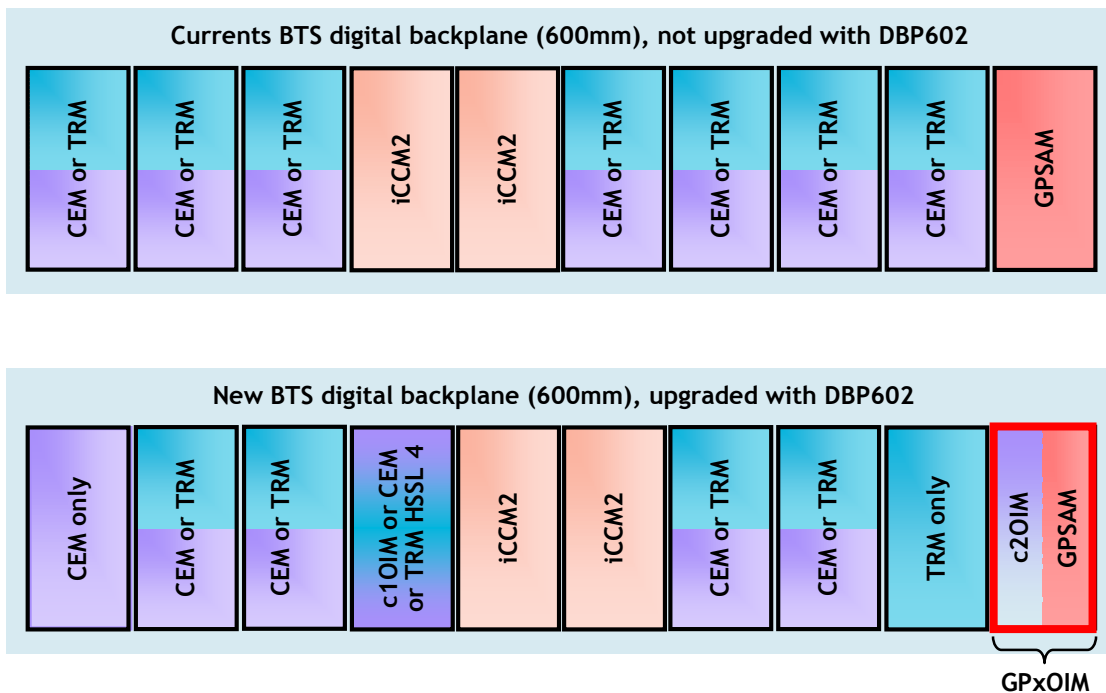 Currents BTS digital backplane (600mm), not upgraded with DBP602
CEM or TRM
CEM or TRM
CEM or TRM
iCCM2
iCCM2
CEM or TRM
CEM or TRM
CEM or TRM
CEM or TRM
GPSAM
New BTS digital backplane (600mm), upgraded with DBP602
CEM only
CEM or TRM
CEM or TRM
c1OIM or CEM
or TRM HSSL 4
iCCM2
iCCM2
CEM or TRM
CEM or TRM
TRM only
c2OIM
GPSAM
GPxOIM